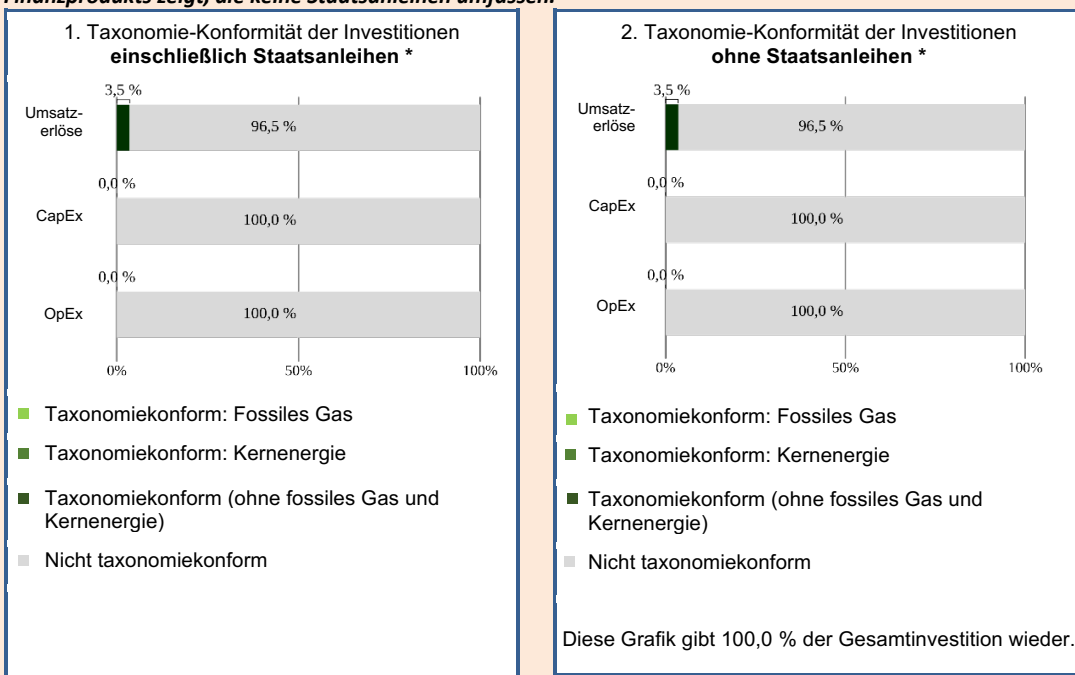 Finanzprodukts zeigt, die keine Staatsanleihen umfassen.
1. Taxonomie-Konformität der Investitionen
einschließlich Staatsanleihen *
3,5 %
Umsatz-
erlöse
96,5 %
0,0 %
CapEx
100,0 %
0,0 %
OpEx
100,0 %
0%
50%
100%
Taxonomiekonform: Fossiles Gas
Taxonomiekonform: Kernenergie
Taxonomiekonform (ohne fossiles Gas und
Kernenergie)
Nicht taxonomiekonform
2. Taxonomie-Konformität der Investitionen
ohne Staatsanleihen *
3,5 %
Umsatz-
erlöse
96,5 %
0,0 %
CapEx
100,0 %
0,0 %
OpEx
100,0 %
0%
50%
100%
Taxonomiekonform: Fossiles Gas
Taxonomiekonform: Kernenergie
Taxonomiekonform (ohne fossiles Gas und
Kernenergie)
Nicht taxonomiekonform
Diese Grafik gibt 100,0 % der Gesamtinvestition wieder.